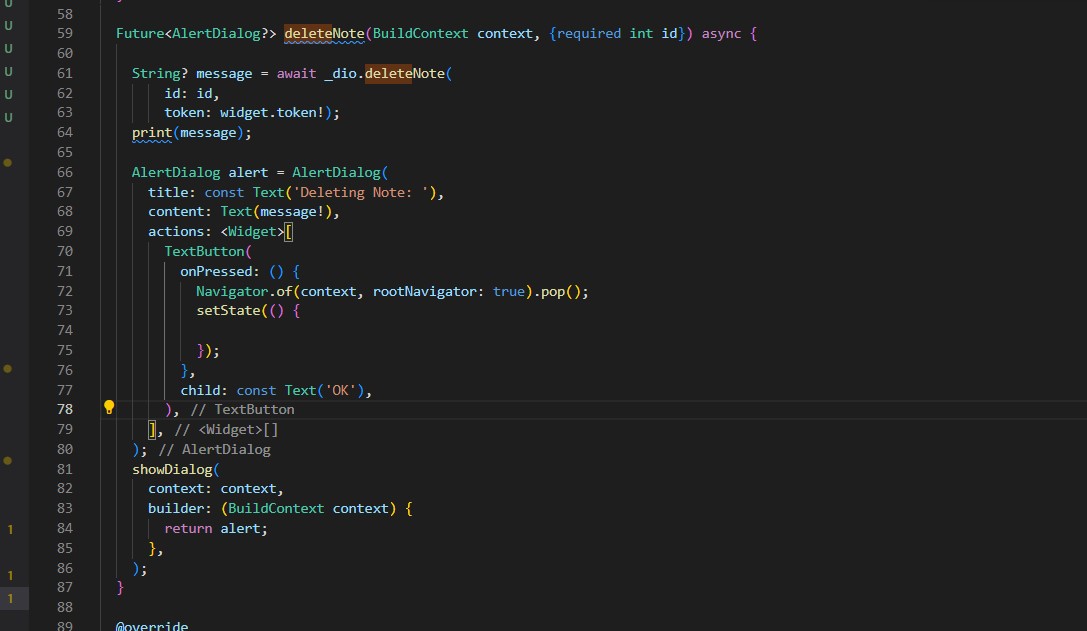 U
U
U
U
U
U
1
1
1
58
59 Future<AlertDialog?> deleteNote(BuildContext context, {required int id}) async {
60
61 String? message = await _dio.deleteNote(
62 id: id,
63 token: widget.token!);
64 print(message);
65
66 AlertDialog alert = AlertDialog(
67 title: const Text('Deleting Note: '),
68 content: Text(message!),
69 actions: <Widget>[
70 TextButton(
71 onPressed: () {
72 Navigator.of(context, rootNavigator: true).pop();
73 setState(() {
74
75 });
76 },
77 child: const Text('OK'),
78 ), // TextButton
79 ], // <Widget>[]
80 ); // AlertDialog
81 showDialog(
82 context: context,
83 builder: (BuildContext context) {
84 return alert;
85 },
86 );
87 }
88
89 @override